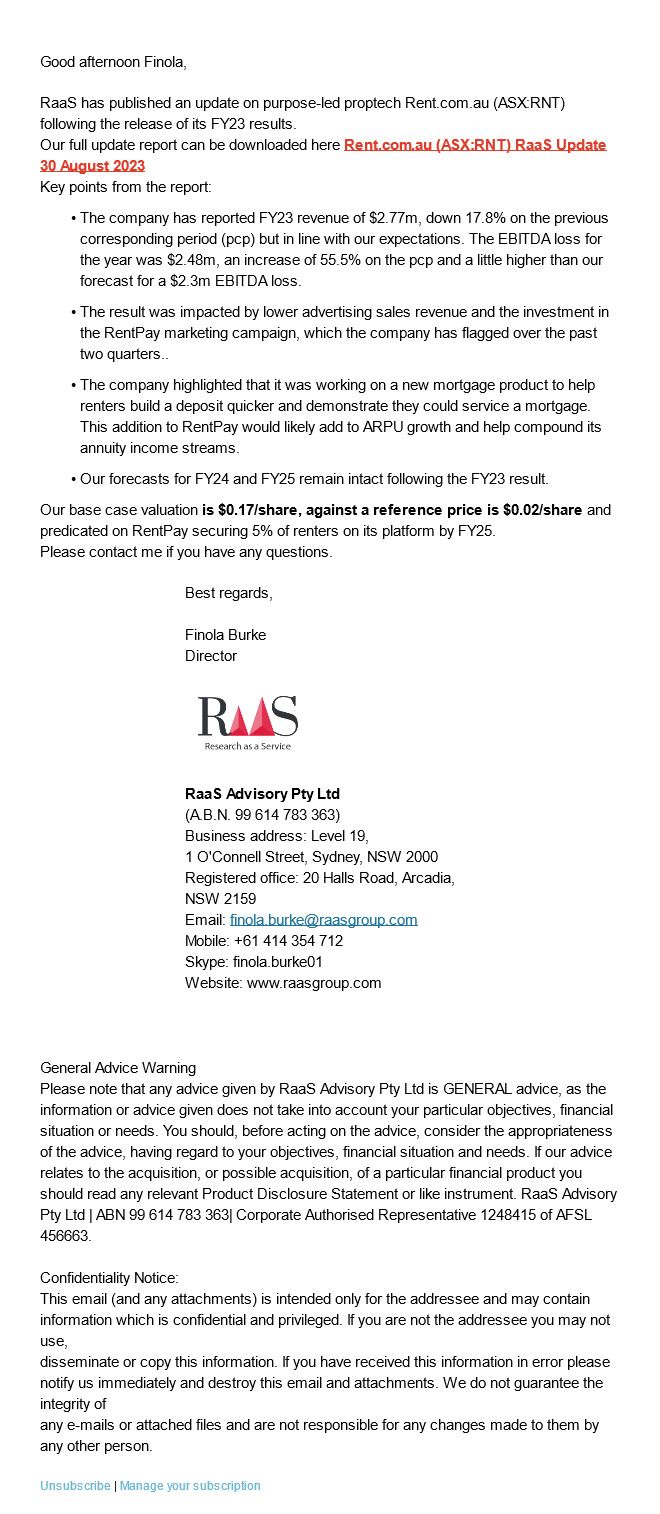 Good afternoon Finola,
RaaS has published an update on purpose-led proptech Rent.com.au (ASX:RNT)
following the release of its FY23 results.
Our full update report can be downloaded here Rent.com.au (ASX:RNT) RaaS Update
30 August 2023
Key points from the report:
• The company has reported FY23 revenue of $2.77m, down 17.8% on the previous
corresponding period (pcp) but in line with our expectations. The EBITDA loss for
the year was $2.48m, an increase of 55.5% on the pcp and a little higher than our
forecast for a $2.3m EBITDA loss.
• The result was impacted by lower advertising sales revenue and the investment in
the RentPay marketing campaign, which the company has flagged over the past
two quarters..
• The company highlighted that it was working on a new mortgage product to help
renters build a deposit quicker and demonstrate they could service a mortgage.
This addition to RentPay would likely add to ARPU growth and help compound its
annuity income streams.
• Our forecasts for FY24 and FY25 remain intact following the FY23 result.
Our base case valuation is $0.17/share, against a reference price is $0.02/share and
predicated on RentPay securing 5% of renters on its platform by FY25.
Please contact me if you have any questions.
Best regards,
Finola Burke
Director
RAAS
Research as a Service
RaaS Advisory Pty Ltd
(A.B.N. 99 614 783 363)
Business address: Level 19,
1 O'Connell Street, Sydney, NSW 2000
Registered office: 20 Halls Road, Arcadia,
NSW 2159
Email: finola.burke@raasgroup.com
Mobile: +61 414 354 712
Skype: finola.burke01
Website: www.raasgroup.com
General Advice Warning
Please note that any advice given by RaaS Advisory Pty Ltd is GENERAL advice, as the
information or advice given does not take into account your particular objectives, financial
situation or needs. You should, before acting on the advice, consider the appropriateness
of the advice, having regard to your objectives, financial situation and needs. If our advice
relates to the acquisition, or possible acquisition, of a particular financial product you
should read any relevant Product Disclosure Statement or like instrument. RaaS Advisory
Pty Ltd | ABN 99 614 783 363| Corporate Authorised Representative 1248415 of AFSL
456663.
Confidentiality Notice:
This email (and any attachments) is intended only for the addressee and may contain
information which is confidential and privileged. If you are not the addressee you may not
use,
disseminate or copy this information. If you have received this information in error please
notify us immediately and destroy this email and attachments. We do not guarantee the
integrity of
any e-mails or attached files and are not responsible for any changes made to them by
any other person.
Unsubscribe | Manage your subscription